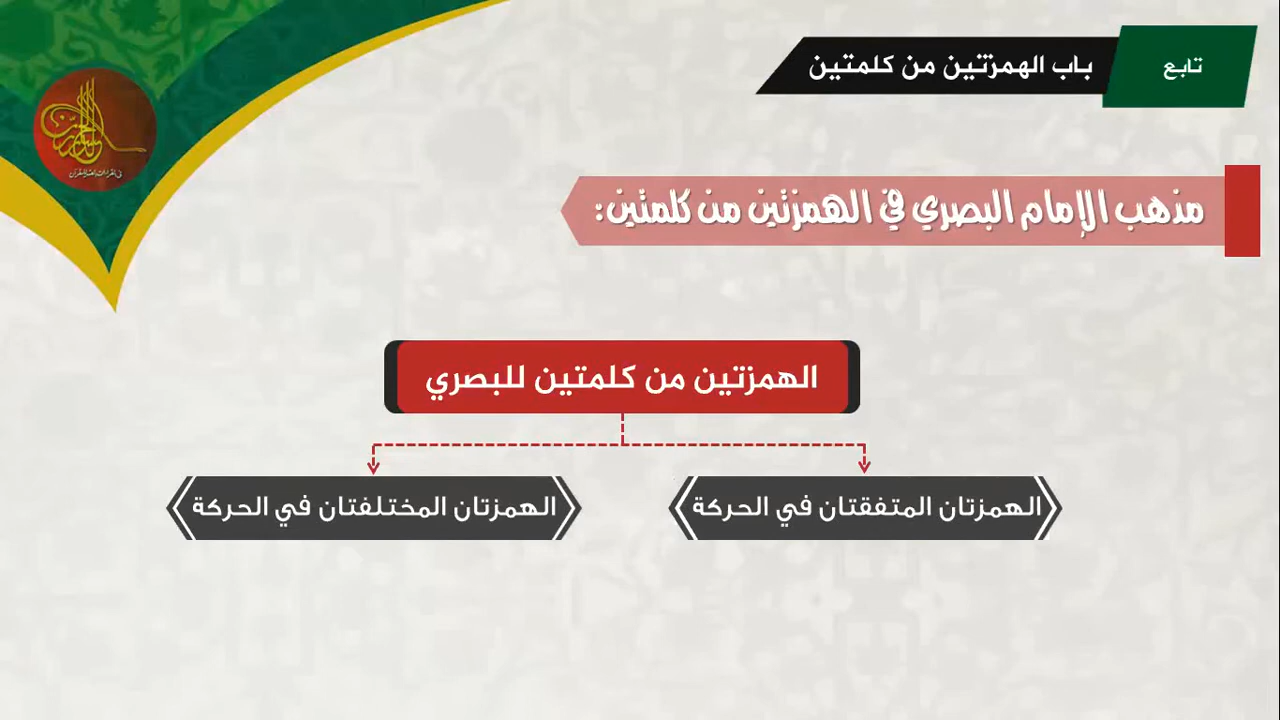 تابع
باب الهمزتين من كلمتين
مذهب الإمام البصري في الهمزتين من كلمتين:
الهمزتين من كلمتين للبصري
الهمزتان المتفقتان في الحركة
الهمزتان المختلفتان في الحركة